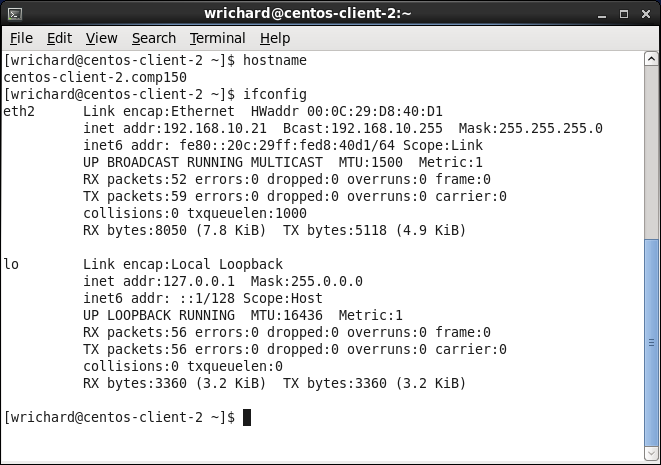 wrichard@centos-client-2:~
File Edit View Search Terminal Help
[wrichard@centos-client-2 ~]$ hostname
centos-client-2.comp150
[wrichard@centos-client-2 ~]$ ifconfig
eth2      Link encap:Ethernet  HWaddr 00:0C:29:D8:40:D1
          inet addr:192.168.10.21  Bcast:192.168.10.255  Mask:255.255.255.0
          inet6 addr: fe80::20c:29ff:fed8:40d1/64 Scope:Link
          UP BROADCAST RUNNING MULTICAST  MTU:1500  Metric:1
          RX packets:52 errors:0 dropped:0 overruns:0 frame:0
          TX packets:59 errors:0 dropped:0 overruns:0 carrier:0
          collisions:0 txqueuelen:1000
          RX bytes:8050 (7.8 KiB)  TX bytes:5118 (4.9 KiB)

lo        Link encap:Local Loopback
          inet addr:127.0.0.1  Mask:255.0.0.0
          inet6 addr: ::1/128 Scope:Host
          UP LOOPBACK RUNNING  MTU:16436  Metric:1
          RX packets:56 errors:0 dropped:0 overruns:0 frame:0
          TX packets:56 errors:0 dropped:0 overruns:0 carrier:0
          collisions:0 txqueuelen:0
          RX bytes:3360 (3.2 KiB)  TX bytes:3360 (3.2 KiB)

[wrichard@centos-client-2 ~]$